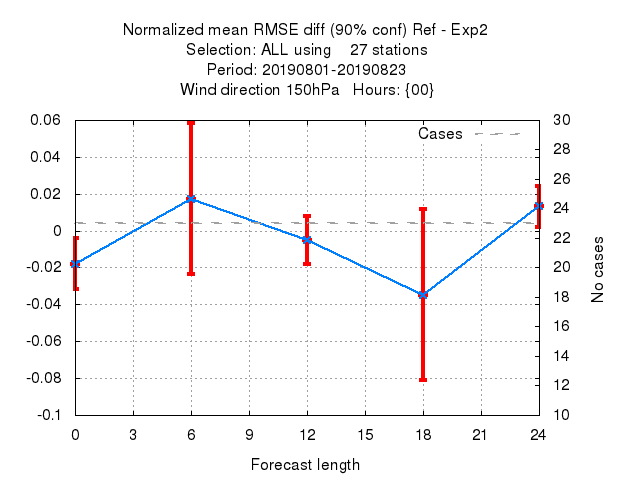 Normalized mean RMSE diff (90% conf) Ref - Exp2
Selection: ALL using    27 stations
Period: 20190801-20190823
Wind direction 150hPa   Hours: {00}
Cases
0.06
0.04
0.02
0
-0.02
-0.04
-0.06
-0.08
-0.1
30
28
26
24
22
20
18
16
14
12
10
No cases
0 3 6 9 12 15 18 21 24
Forecast length